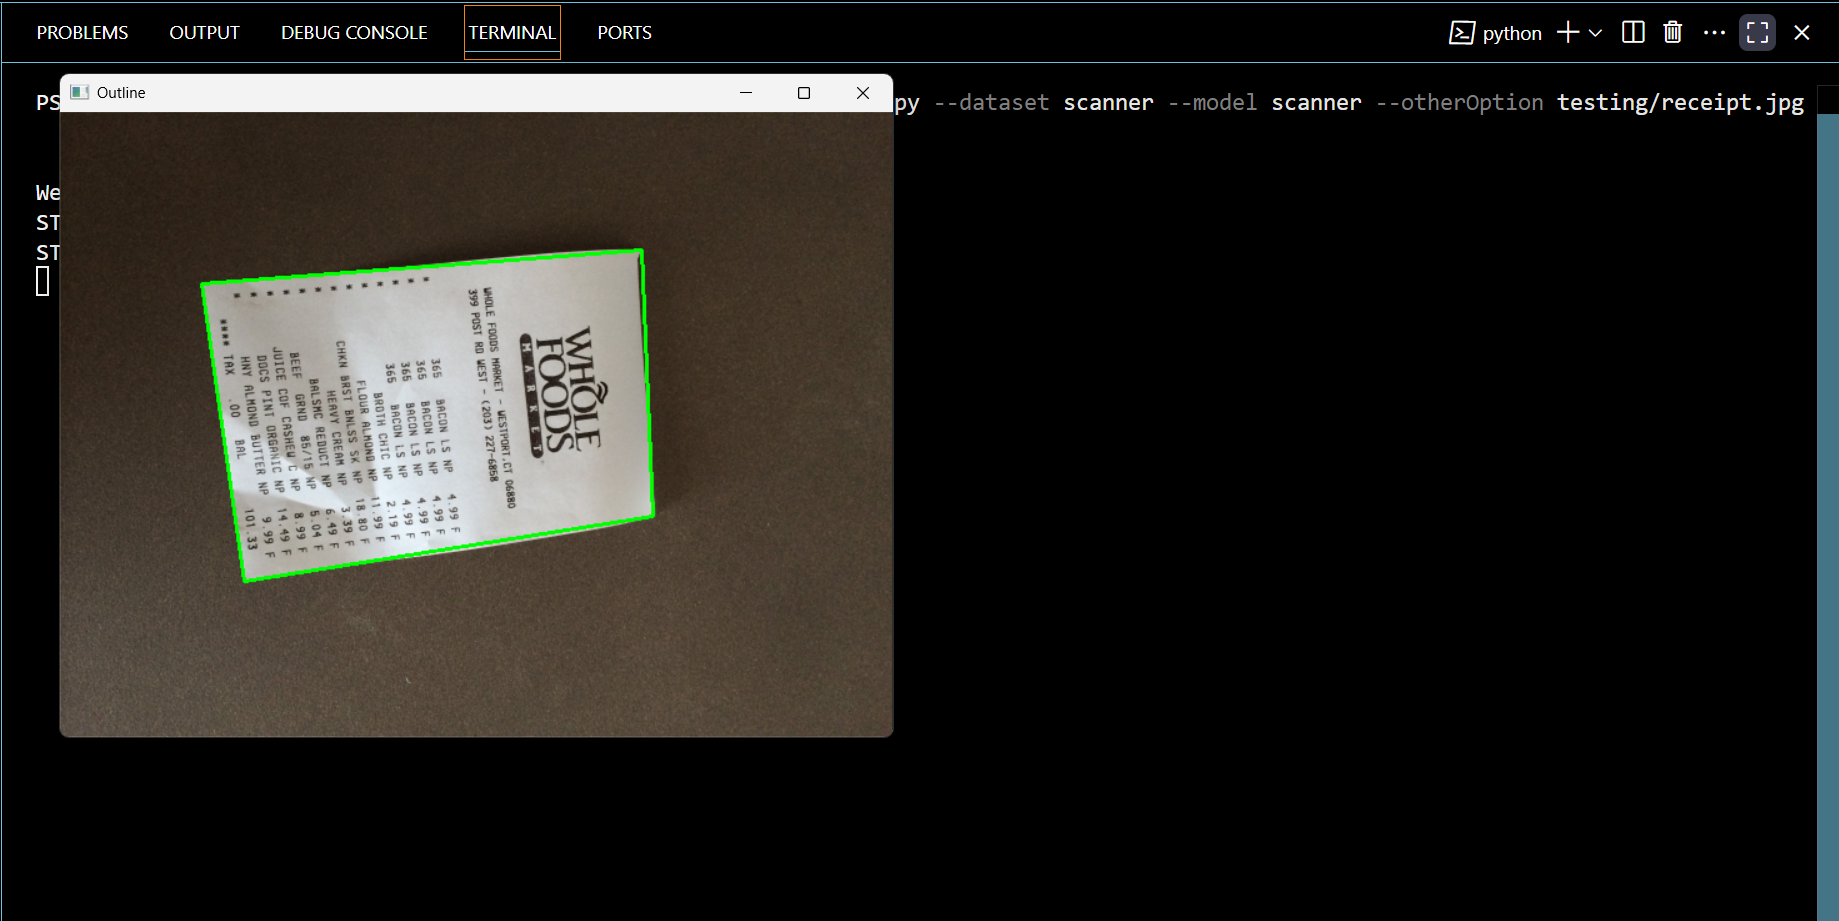 PROBLEMS OUTPUT DEBUG CONSOLE TERMINAL PORTS python
Outline
PS py --dataset scanner --model scanner --otherOption testing/receipt.jpg
We
ST
ST
WHOLE
FOODS
MARKET
WHOLE FOODS MARKET - WESTPORT,CT 06880
399 POST RD WEST - (203) 227-6858
365 BACON LS NP 4.99 F
365 BACON LS NP 4.99 F
365 BACON LS NP 4.99 F
365 BACON LS NP 4.99 F
BROTH CHIC NP 2.19 F
FLOUR ALMOND NP 11.99 F
CHKN BRST BNLSS SK NP 18.80 F
HEAVY CREAM NP 3.39 F
BALSMC REDUCT NP 6.49 F
BEEF GRND 85/15 NP 5.04 F
JUICE COF CASHEW C NP 8.99 F
DOCS PINT ORGANIC NP 14.49 F
HNY ALMOND BUTTER NP 9.99 F
**** TAX .00 BAL 101.33